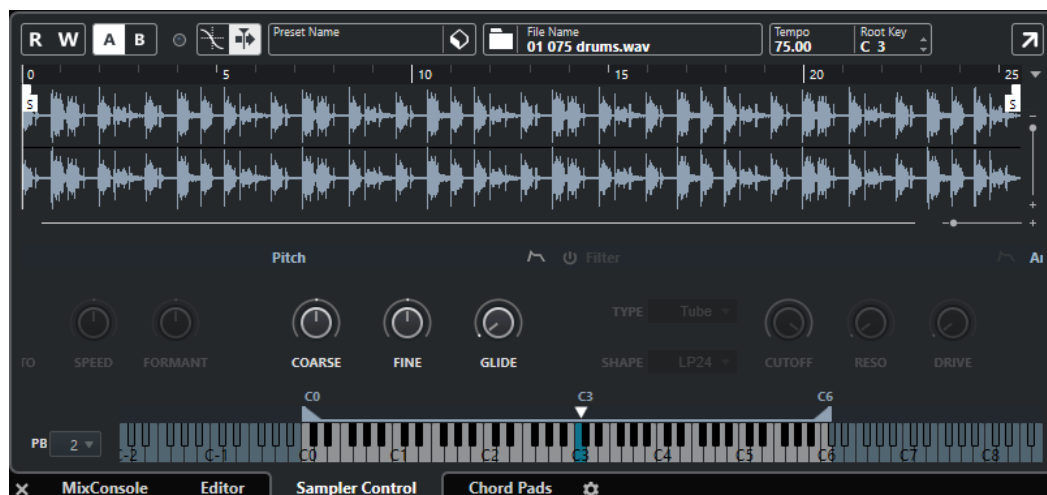 R W A B Preset Name File Name 01 075 drums.wav Tempo 75.00 Root Key C 3
0 5 10 15 20 25
S S
Pitch Filter
TYPE Tube
SPEED FORMANT COARSE FINE GLIDE SHAPE LP24 CUTOFF RESO DRIVE
C0 C3 C6
PB 2 C-1 C0 C1 C2 C3 C4 C5 C6 C7 C8
MixConsole Editor Sampler Control Chord Pads